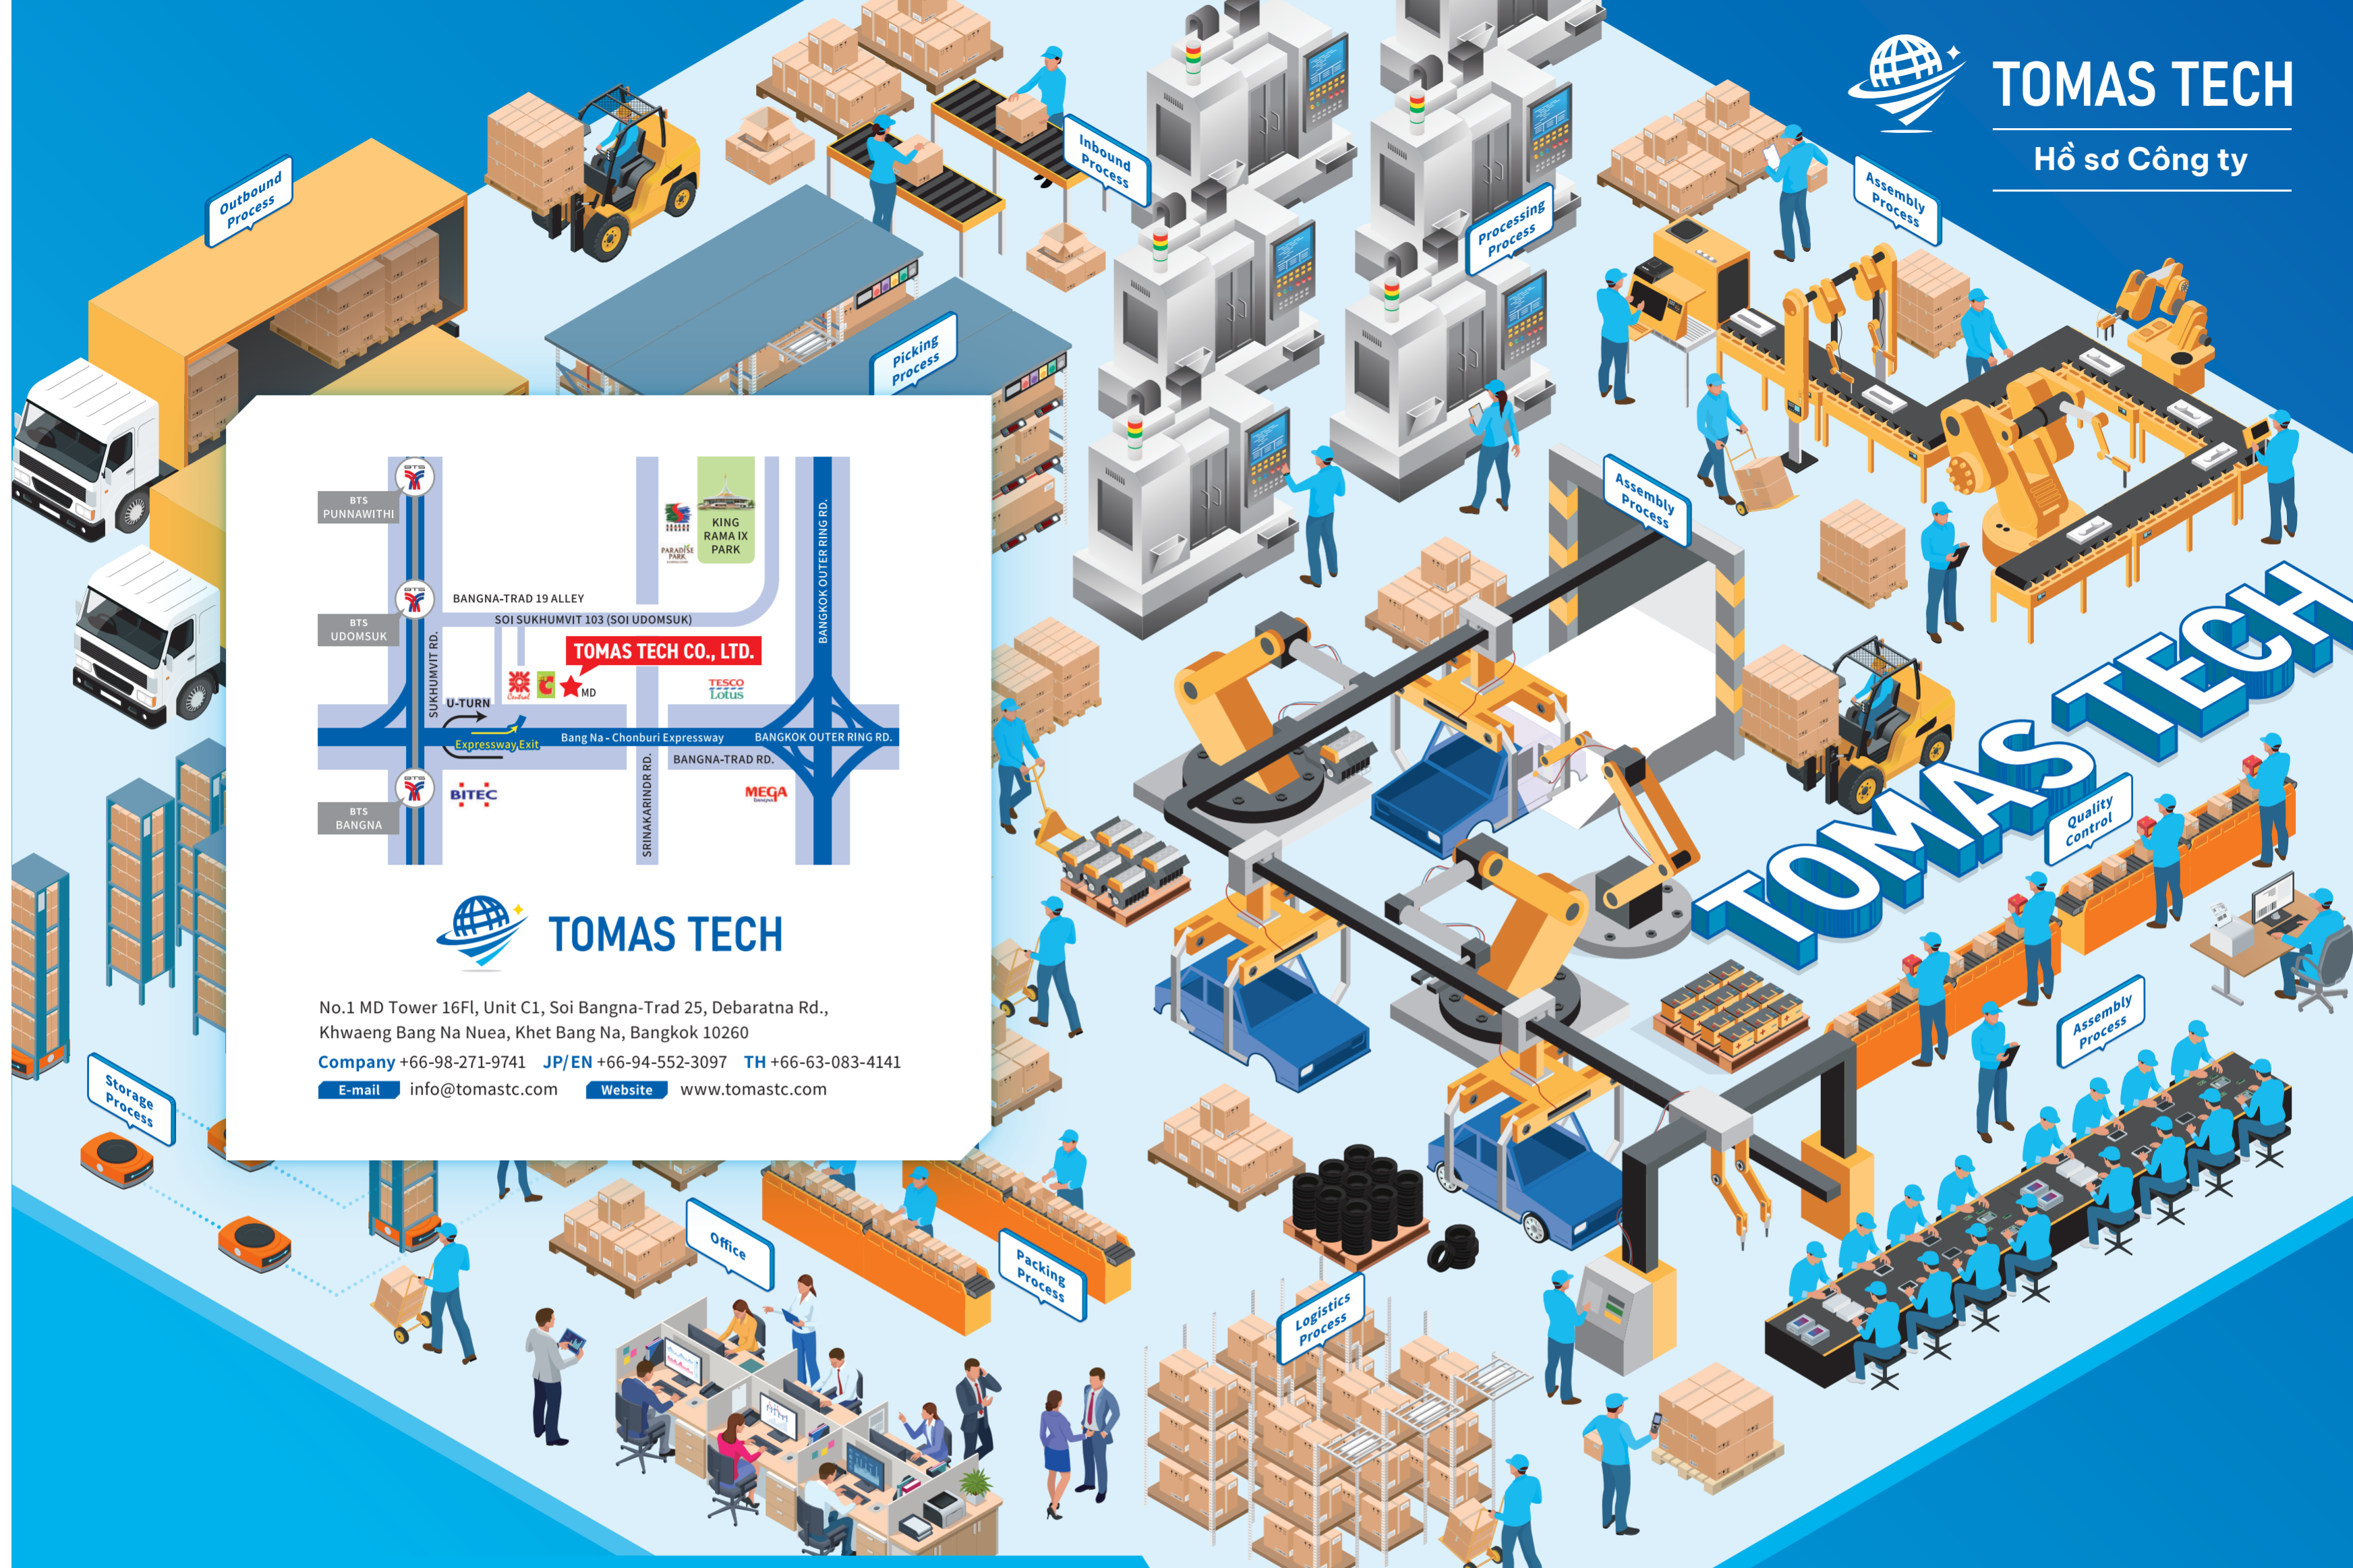 TOMAS TECH
Hồ sơ Công ty
Outbound
Process
Inbound
Process
Processing
Process
Assembly
Process
Picking
Process
Assembly
Process
TOMAS TECH
Quality
Control
Assembly
Process
Storage
Process
Office
Packing
Process
Logistics
Process
BTS
BTS
PUNNAWITHI
KING
RAMA IX
PARK
PARADISE
PARK
BANGKOK OUTER RING RD.
BTS
BTS
UDOMSUK
BANGNA-TRAD 19 ALLEY
SOI SUKHUMVIT 103 (SOI UDOMSUK)
SUKHUMVIT RD.
TOMAS TECH CO., LTD.
Central
MD
TESCO
Lotus
U-TURN
Expressway Exit
Bang Na - Chonburi Expressway
BANGKOK OUTER RING RD.
BANGNA-TRAD RD.
SRINAKARINDR RD.
BTS
BTS
BANGNA
BITEC
MEGA
TOMAS TECH
No.1 MD Tower 16Fl, Unit C1, Soi Bangna-Trad 25, Debaratna Rd.,
Khwaeng Bang Na Nuea, Khet Bang Na, Bangkok 10260
Company +66-98-271-9741 JP/EN +66-94-552-3097 TH +66-63-083-4141
E-mail info@tomastc.com Website www.tomastc.com